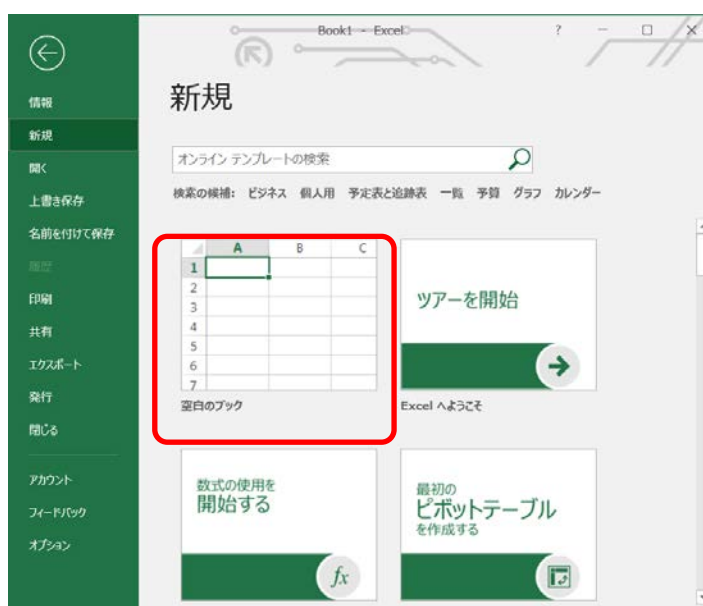 Book1 - Excel
?
情報
新規
開く
上書き保存
名前を付けて保存
履歴
印刷
共有
エクスポート
発行
閉じる
アカウント
フィードバック
オプション
新規
オンライン テンプレートの検索
検索の候補: ビジネス 個人用 予定表と追跡表 一覧 予算 グラフ カレンダー
A B C
1
2
3
4
5
6
7
空白のブック
ツアーを開始
Excel へようこそ
数式の使用を
開始する
fx
最初の
ピボットテーブル
を作成する